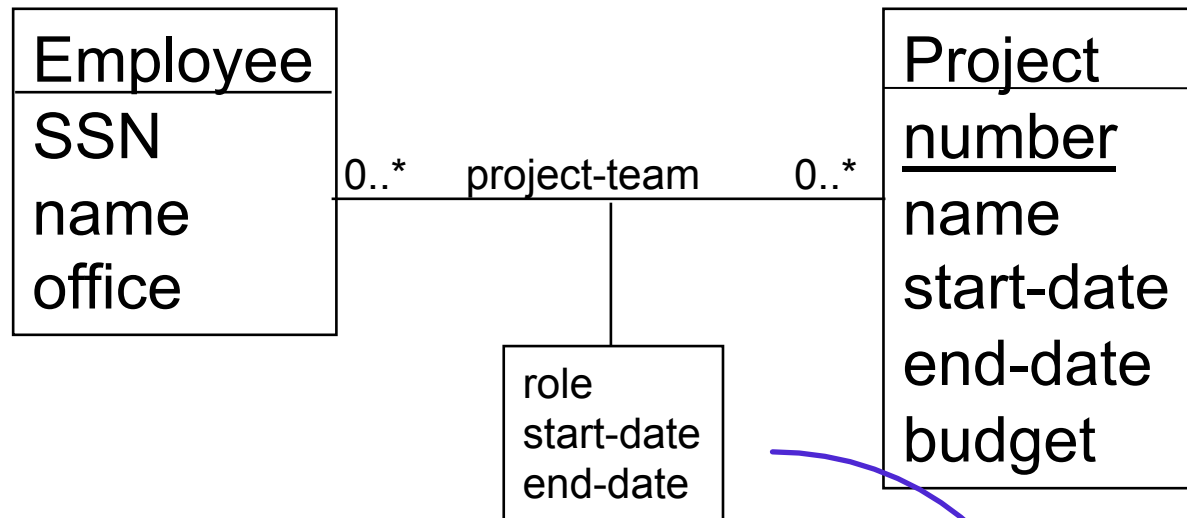 Employee
SSN
name
office
0..* project-team 0..*
role
start-date
end-date
Project
number
name
start-date
end-date
budget